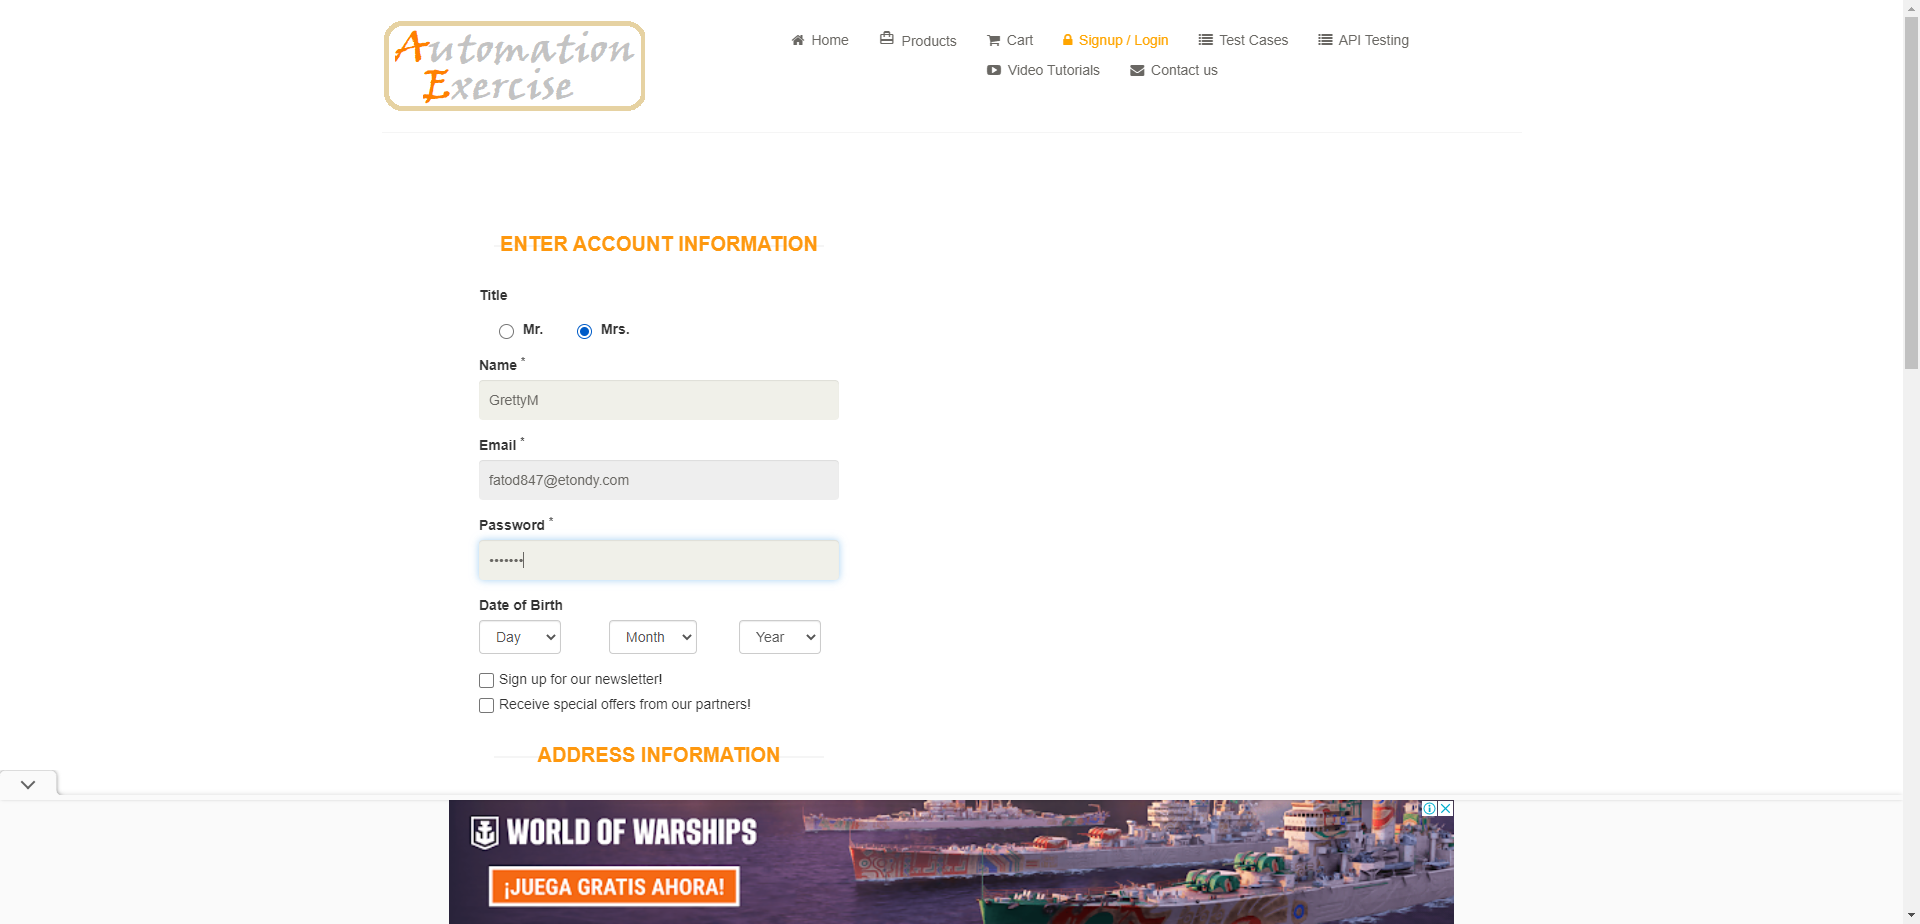 Automation
Exercise
Home
Products
Cart
Signup / Login
Test Cases
API Testing
Video Tutorials
Contact us
ENTER ACCOUNT INFORMATION
Title
Mr.
Mrs.
Name *
GrettyM
Email *
fatod847@etondy.com
Password *
•••••••
Date of Birth
Day
Month
Year
Sign up for our newsletter!
Receive special offers from our partners!
ADDRESS INFORMATION
WORLD OF WARSHIPS
¡JUEGA GRATIS AHORA!